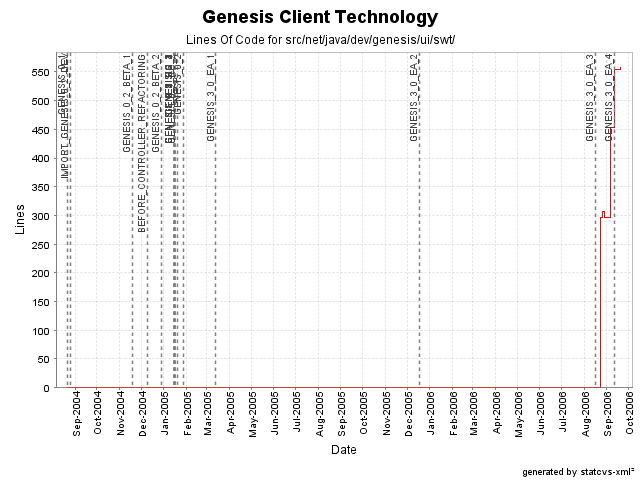 Genesis Client Technology
Lines Of Code for src/net/java/dev/genesis/ui/swt/
Lines
550
500
450
400
350
300
250
200
150
100
50
0
GENESIS_0_2_BETA_1
BEFORE_CONTROLLER_REFACTORING
GENESIS_0_2_BETA_2
GENESIS_3_0_EA_1
GENESIS_3_0_EA_2
GENESIS_3_0_EA_3
GENESIS_3_0_EA_4
Sep-2004
Oct-2004
Nov-2004
Dec-2004
Jan-2005
Feb-2005
Mar-2005
Apr-2005
May-2005
Jun-2005
Jul-2005
Aug-2005
Sep-2005
Oct-2005
Nov-2005
Dec-2005
Jan-2006
Feb-2006
Mar-2006
Apr-2006
May-2006
Jun-2006
Jul-2006
Aug-2006
Sep-2006
Oct-2006
Date
generated by statcvs-xml²